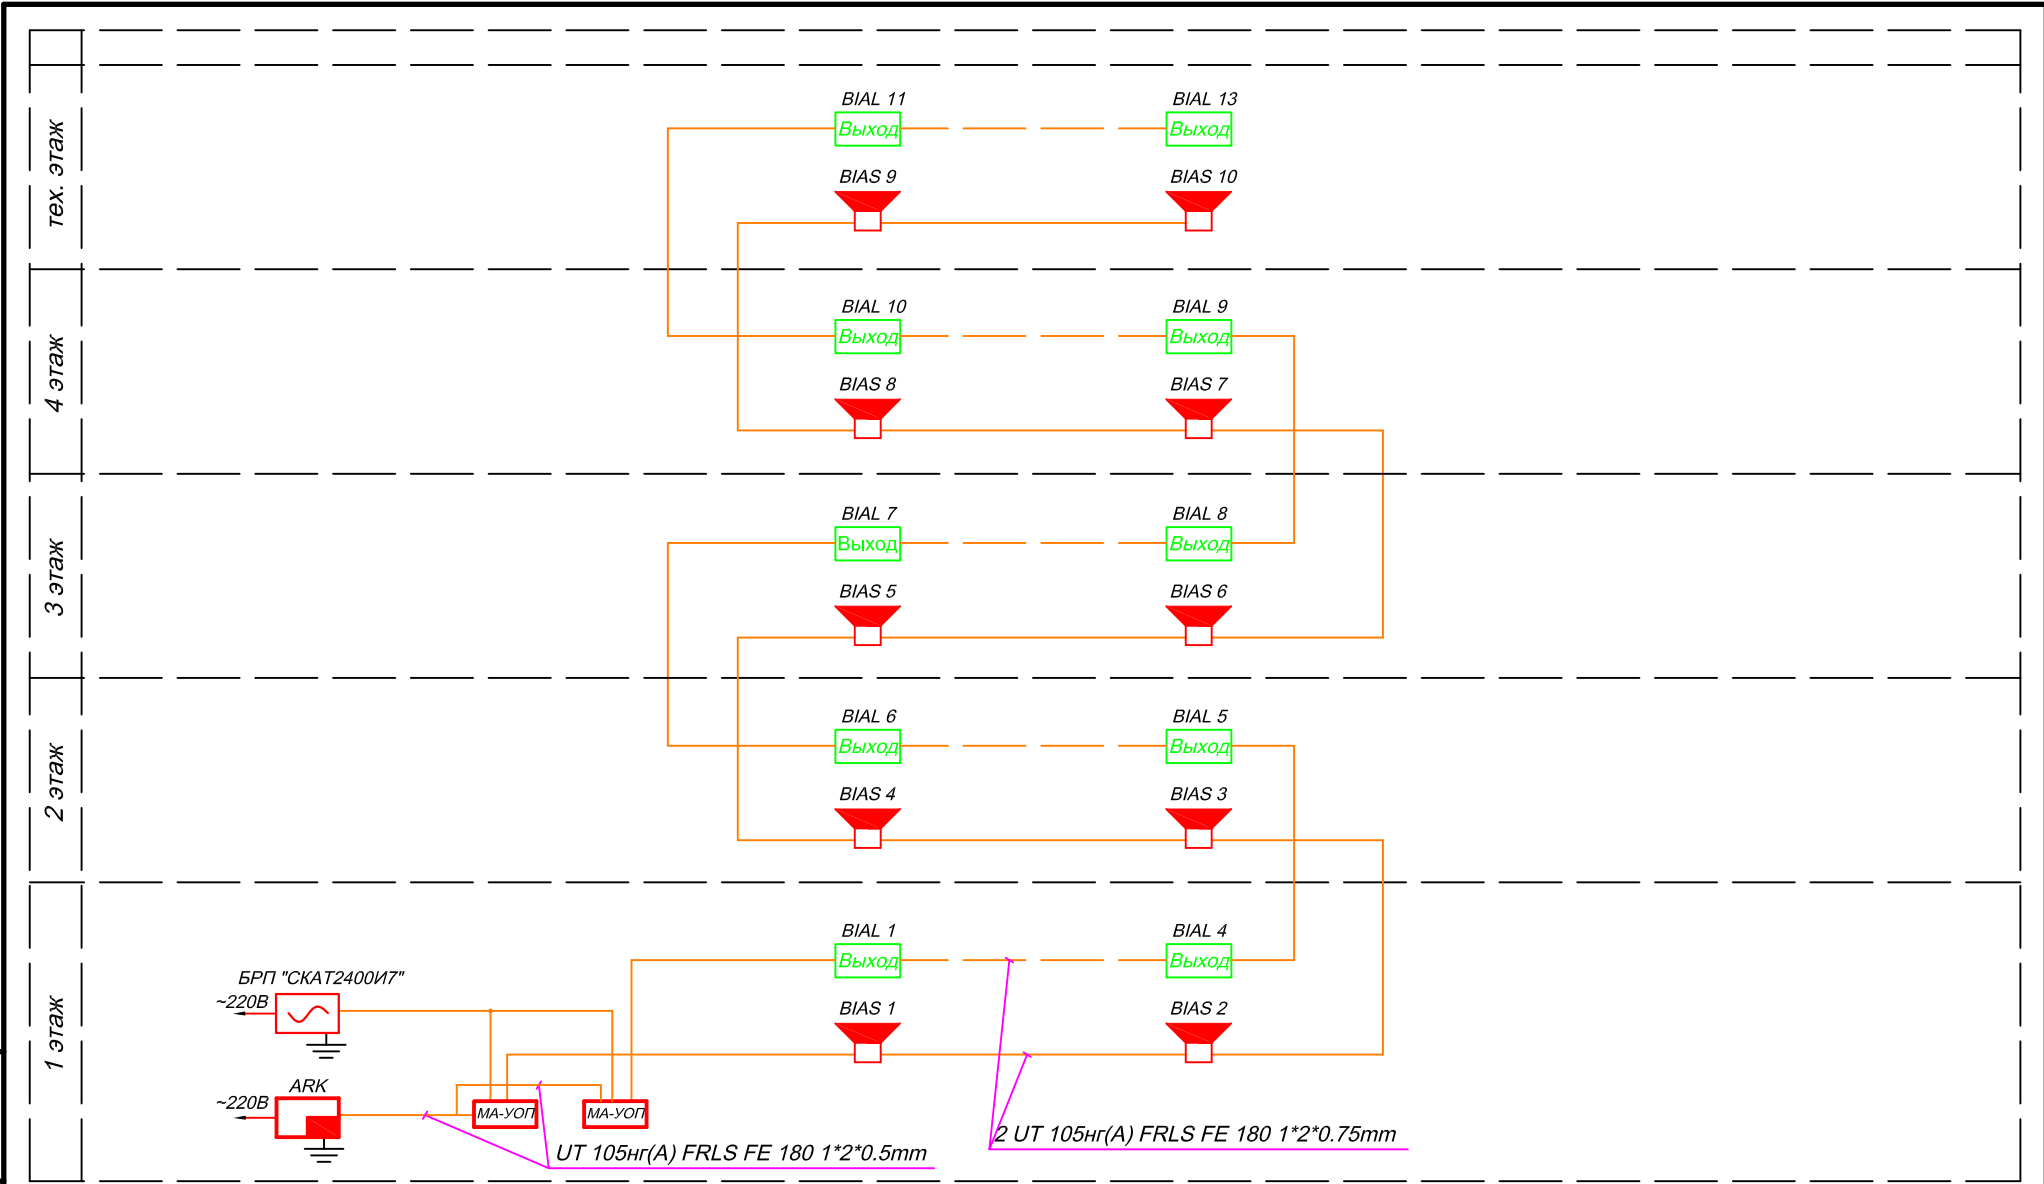 тех. этаж
BIAL 11
BIAL 13
Выход
Выход
BIAS 9
BIAS 10
4 этаж
BIAL 10
BIAL 9
Выход
Выход
BIAS 8
BIAS 7
3 этаж
BIAL 7
BIAL 8
Выход
Выход
BIAS 5
BIAS 6
2 этаж
BIAL 6
BIAL 5
Выход
Выход
BIAS 4
BIAS 3
1 этаж
BIAL 1
BIAL 4
Выход
Выход
БРП "СКАТ2400И7"
~220В
BIAS 1
BIAS 2
ARK
~220В
МА-УОП
МА-УОП
UT 105нг(А) FRLS FE 180 1*2*0.5mm
2 UT 105нг(А) FRLS FE 180 1*2*0.75mm